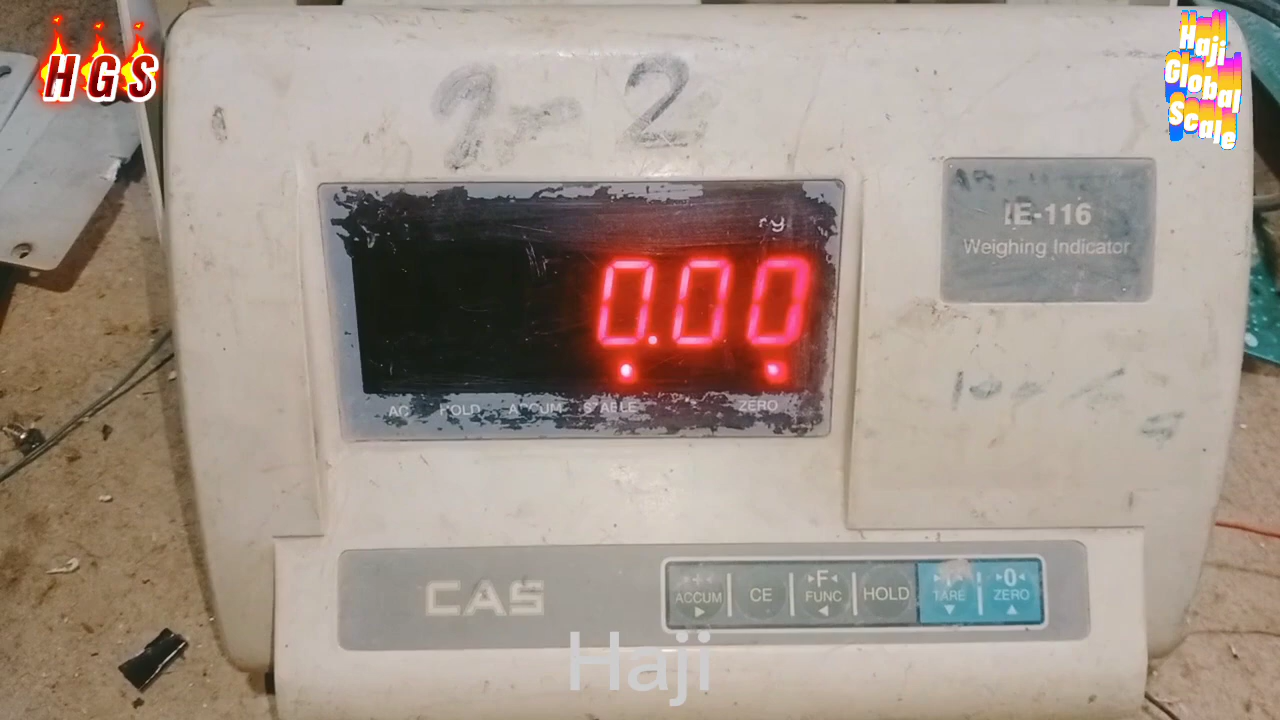 HGS
Haji
Global
Scale
2
IE-116
Weighing Indicator
0.00
HOLD ACCUM STABLE ZERO
CAS
ACCUM CE F FUNC HOLD TARE 0 ZERO
Haji